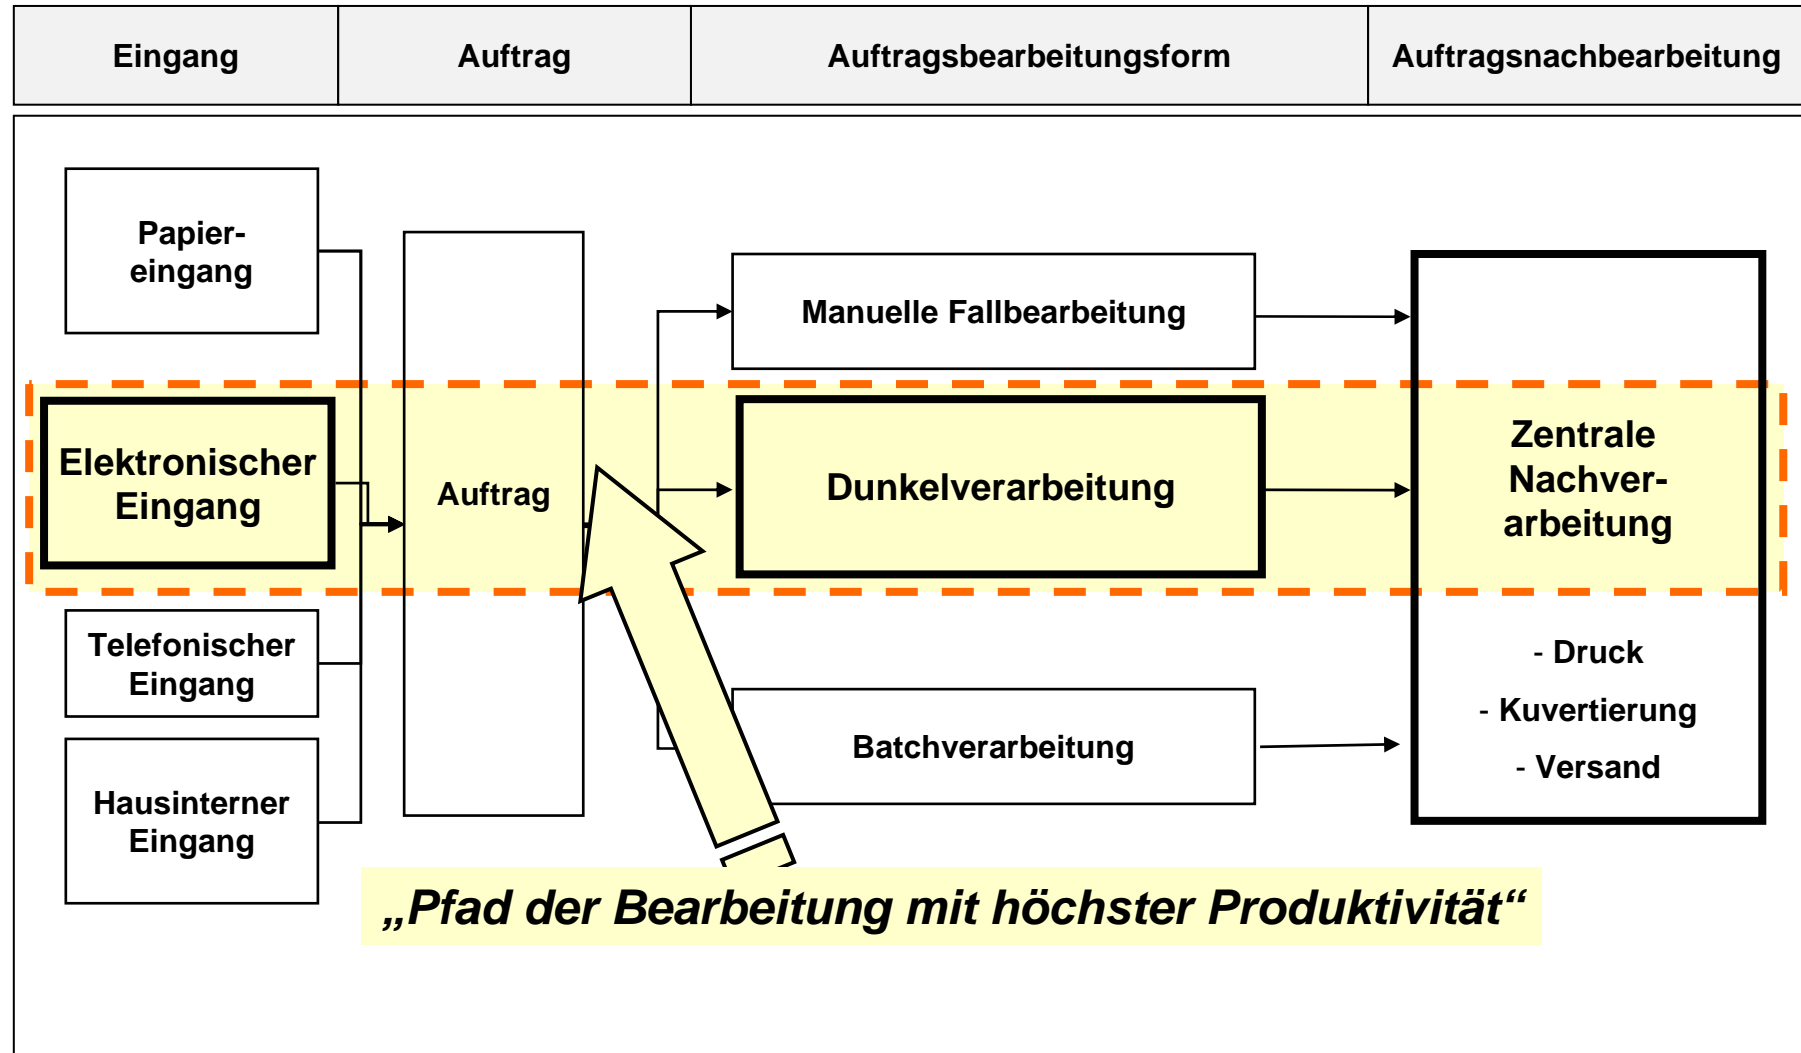 Eingang
Auftrag
Auftragsbearbeitungsform
Auftragsnachbearbeitung
Papier-
eingang
Elektronischer
Eingang
Telefonischer
Eingang
Hausinterner
Eingang
Auftrag
Manuelle Fallbearbeitung
Dunkelverarbeitung
Batchverarbeitung
Zentrale
Nachver-
arbeitung
- Druck
- Kuvertierung
- Versand
„Pfad der Bearbeitung mit höchster Produktivität“